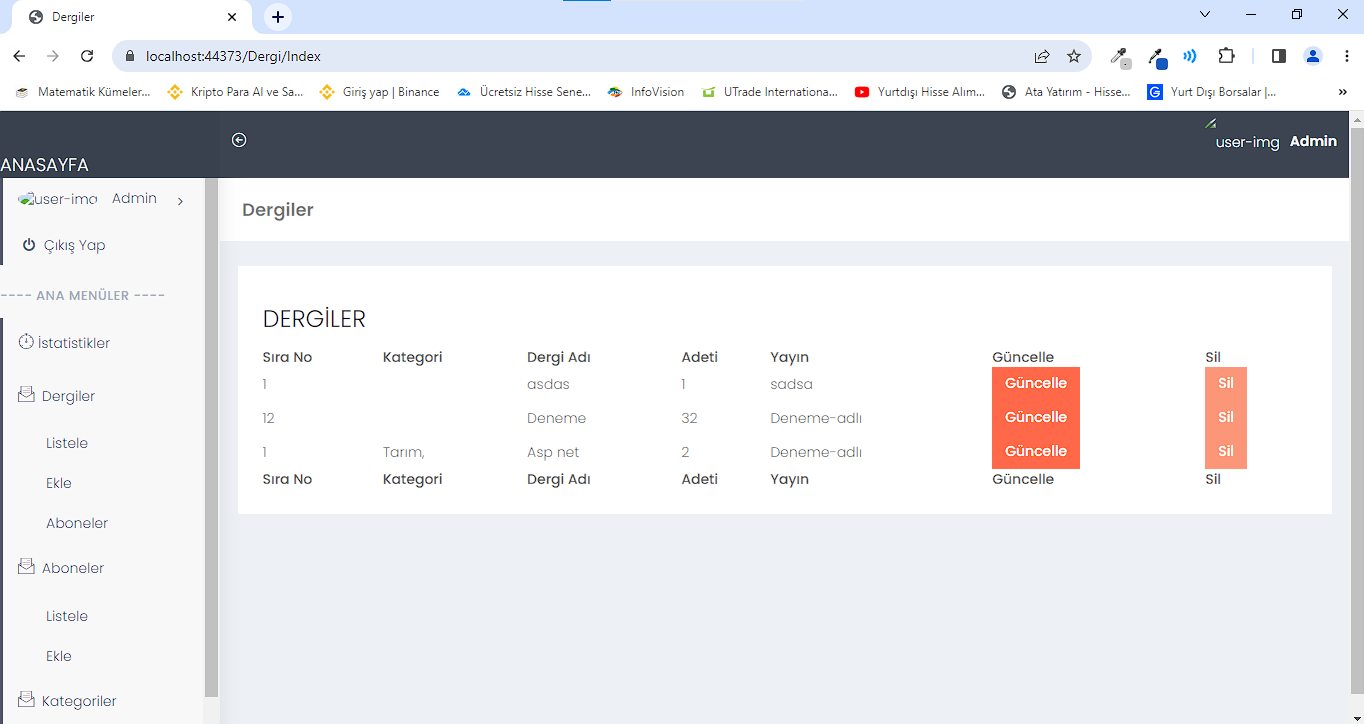 Dergiler
localhost:44373/Dergi/Index
Matematik Kümeler... Kripto Para Al ve Sa... Giriş yap | Binance Ücretsiz Hisse Sene... InfoVision UTrade Internationa... Yurtdışı Hisse Alım... Ata Yatırım - Hisse... Yurt Dışı Borsalar |... »
ANASAYFA
user-img Admin
user-img Admin
Çıkış Yap
---- ANA MENÜLER ----
İstatistikler
Dergiler
Listele
Ekle
Aboneler
Aboneler
Listele
Ekle
Kategoriler
Dergiler
DERGİLER
Sıra No Kategori Dergi Adı Adeti Yayın Güncelle Sil
1 asdas 1 sadsa Güncelle Sil
12 Deneme 32 Deneme-adlı Güncelle Sil
1 Tarım, Asp net 2 Deneme-adlı Güncelle Sil
Sıra No Kategori Dergi Adı Adeti Yayın Güncelle Sil